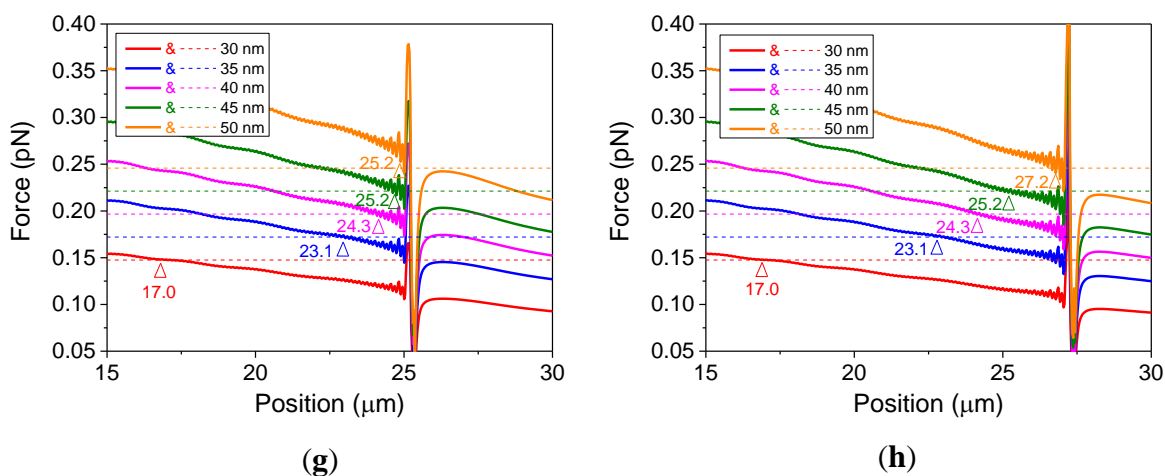 0.40
0.35
0.30
0.25
0.20
0.15
0.10
0.05
Force (pN)
& ----- 30 nm
& ----- 35 nm
& ----- 40 nm
& ----- 45 nm
& ----- 50 nm
25.2
25.2
24.3
23.1
17.0
15 20 25 30
Position (μm)
(g)
0.40
0.35
0.30
0.25
0.20
0.15
0.10
0.05
Force (pN)
& ----- 30 nm
& ----- 35 nm
& ----- 40 nm
& ----- 45 nm
& ----- 50 nm
27.2
25.2
24.3
23.1
17.0
15 20 25 30
Position (μm)
(h)